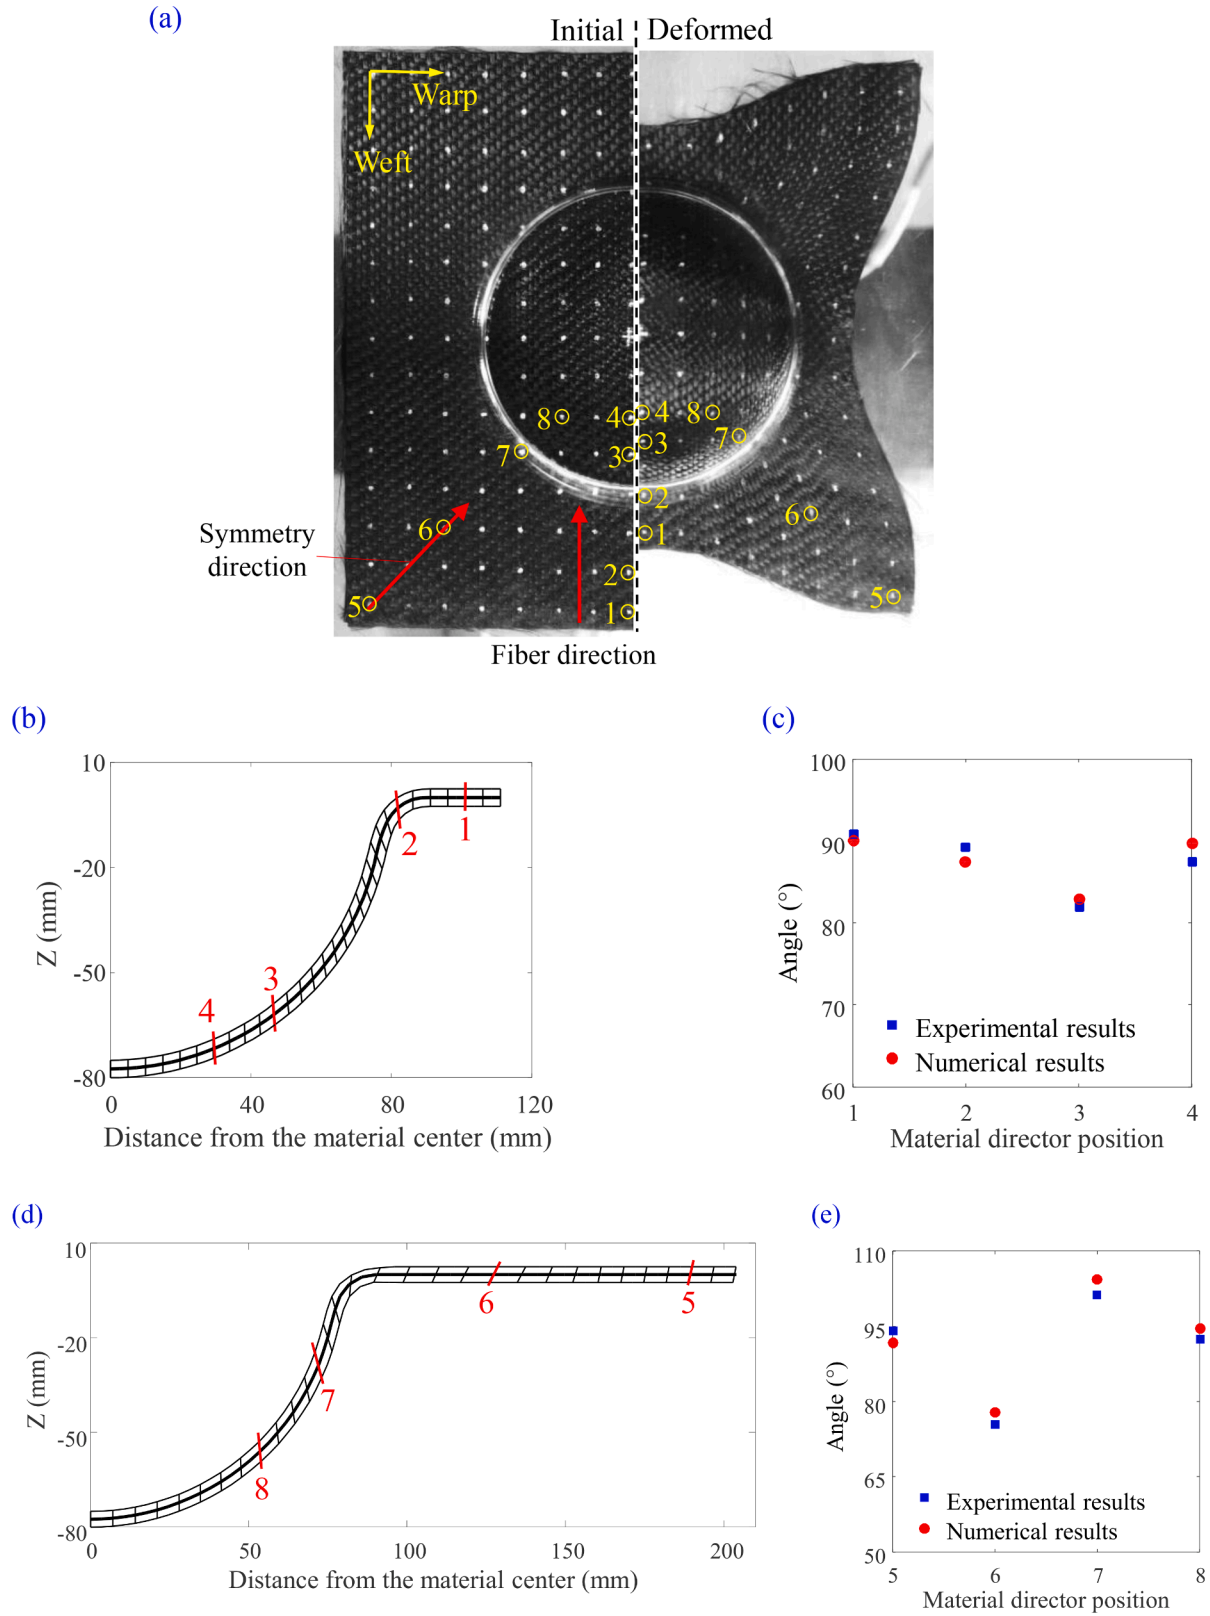 (a)
Initial Deformed
Warp
Weft
8 4 4 8
7 3 3 7
2
6 1 6
Symmetry
direction
2
5 1 5
Fiber direction
(b)
10
-20
-50
-80
Z (mm)
1
2
3
4
0 40 80 120
Distance from the material center (mm)
(c)
100
90
80
70
60
Angle (°)
Experimental results
Numerical results
1 2 3 4
Material director position
(d)
10
-20
-50
-80
Z (mm)
6 5
7
8
0 50 100 150 200
Distance from the material center (mm)
(e)
110
95
80
65
50
Angle (°)
Experimental results
Numerical results
5 6 7 8
Material director position